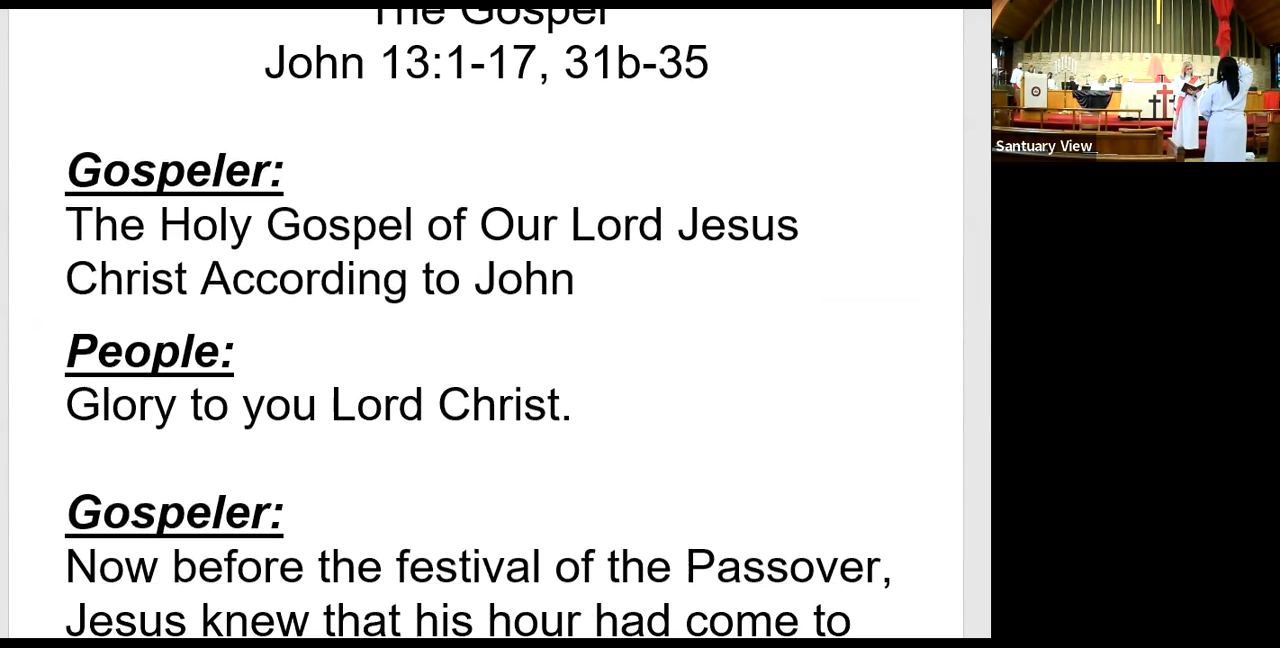 The Gospel
John 13:1-17, 31b-35
Gospeler:
The Holy Gospel of Our Lord Jesus
Christ According to John
People:
Glory to you Lord Christ.
Gospeler:
Now before the festival of the Passover,
Jesus knew that his hour had come to
Santuary View